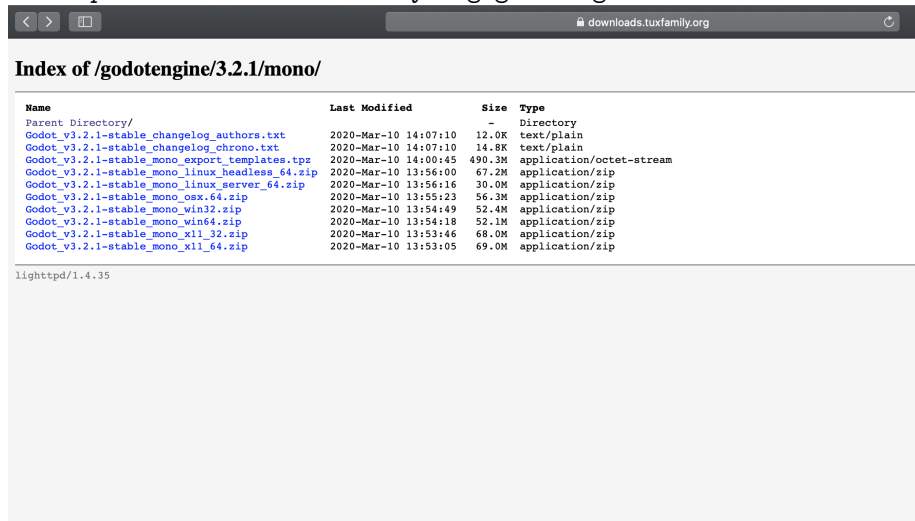 downloads.tuxfamily.org
Index of /godotengine/3.2.1/mono/
Name Last Modified Size Type
Parent Directory/ - Directory
Godot_v3.2.1-stable_changelog_authors.txt 2020-Mar-10 14:07:10 12.0K text/plain
Godot_v3.2.1-stable_changelog_chrono.txt 2020-Mar-10 14:07:10 14.8K text/plain
Godot_v3.2.1-stable_mono_export_templates.tpz 2020-Mar-10 14:00:45 490.3M application/octet-stream
Godot_v3.2.1-stable_mono_linux_headless_64.zip 2020-Mar-10 13:56:00 67.2M application/zip
Godot_v3.2.1-stable_mono_linux_server_64.zip 2020-Mar-10 13:56:16 30.0M application/zip
Godot_v3.2.1-stable_mono_osx.64.zip 2020-Mar-10 13:55:23 56.3M application/zip
Godot_v3.2.1-stable_mono_win32.zip 2020-Mar-10 13:54:49 52.4M application/zip
Godot_v3.2.1-stable_mono_win64.zip 2020-Mar-10 13:54:18 52.1M application/zip
Godot_v3.2.1-stable_mono_x11_32.zip 2020-Mar-10 13:53:46 68.0M application/zip
Godot_v3.2.1-stable_mono_x11_64.zip 2020-Mar-10 13:53:05 69.0M application/zip
lighttpd/1.4.35